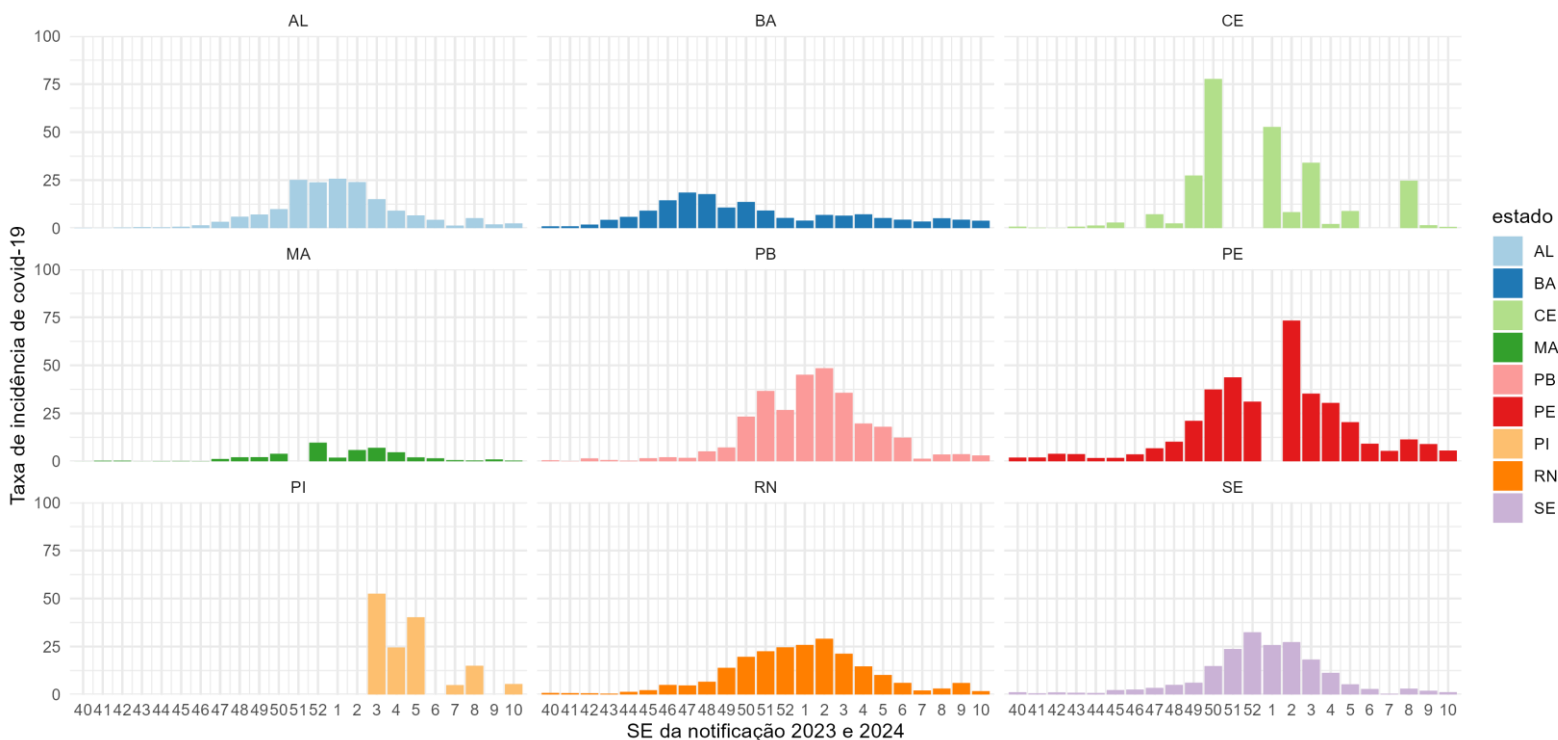 AL BA CE
100
75
50
25
0
MA PB PE
100
75
50
25
0
PI RN SE
100
75
50
25
0
40 41 42 43 44 45 46 47 48 49 50 51 52 1 2 3 4 5 6 7 8 9 10 40 41 42 43 44 45 46 47 48 49 50 51 52 1 2 3 4 5 6 7 8 9 10 40 41 42 43 44 45 46 47 48 49 50 51 52 1 2 3 4 5 6 7 8 9 10
SE da notificação 2023 e 2024
Taxa de incidência de covid-19
estado
AL
BA
CE
MA
PB
PE
PI
RN
SE